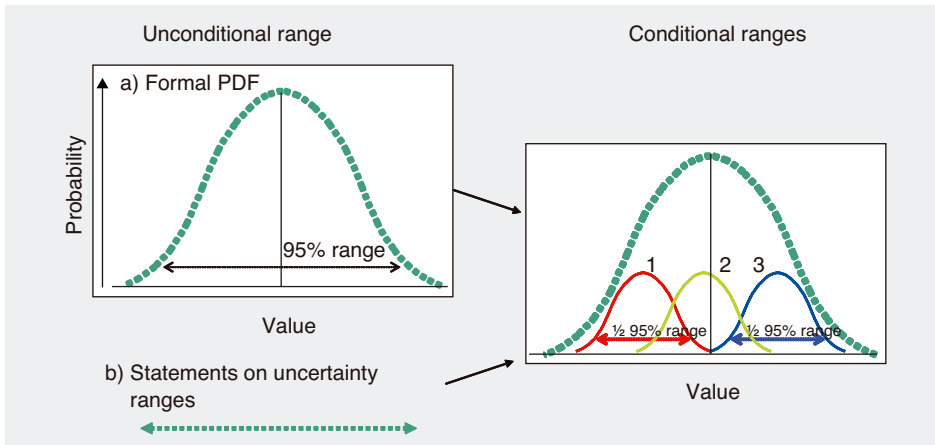 Unconditional range
Conditional ranges
a) Formal PDF
Probability
95% range
Value
b) Statements on uncertainty
ranges
1
2
3
½ 95% range
½ 95% range
Value